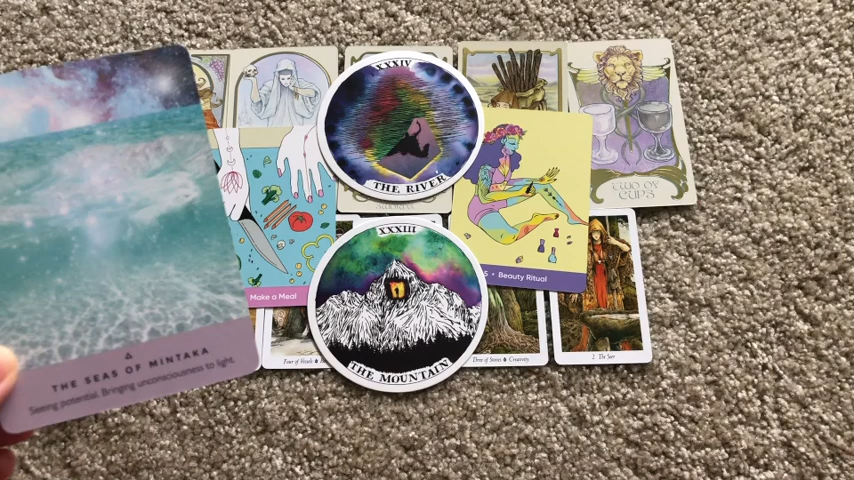 XXXIV
THE RIVER
TWO OF
CUPS
Make a Meal
5 • Beauty Ritual
XXXIII
THE MOUNTAIN
THE SEAS OF MINTAKA
Seeing potential. Bringing unconsciousness to light.
Four of Vessels
Three of Stones Creativity
2 The Seer